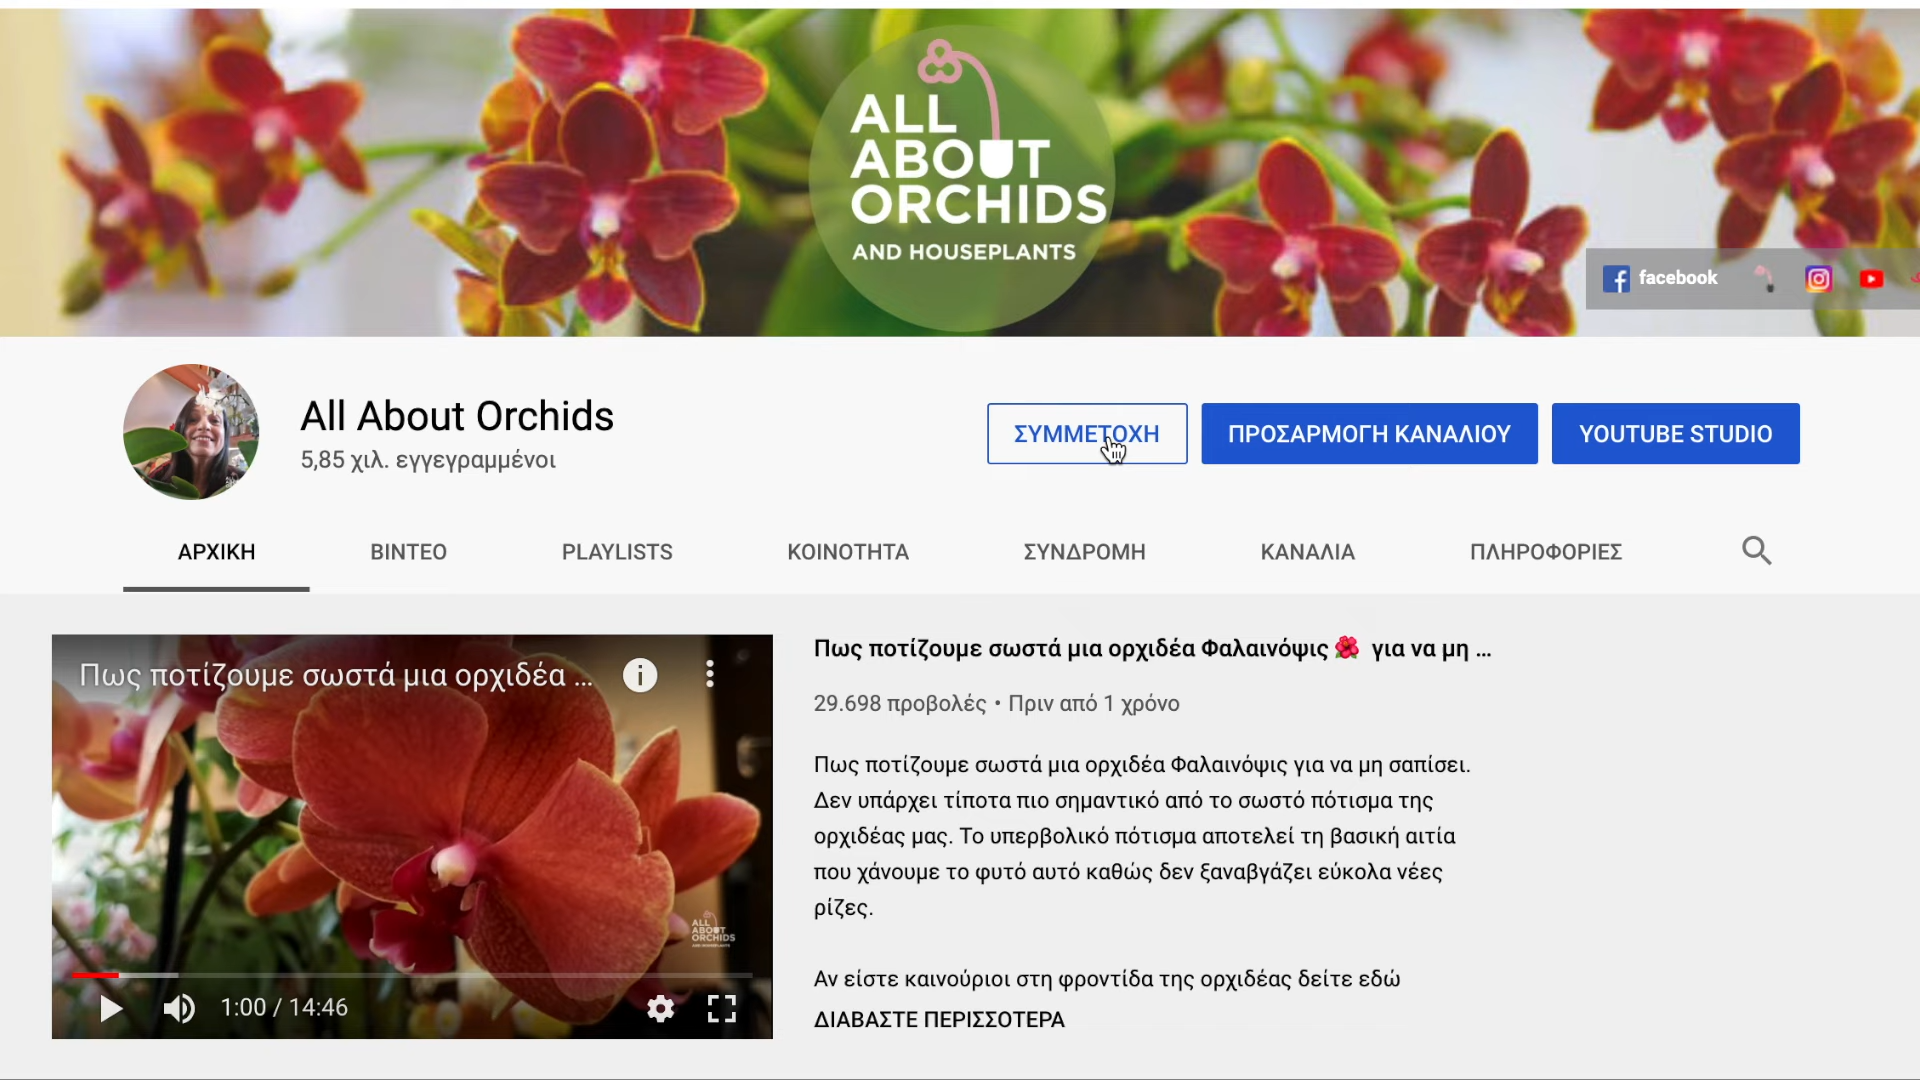 ALL
ABOUT
ORCHIDS
AND HOUSEPLANTS
facebook
All About Orchids
5,85 χιλ. εγγεγραμμένοι
ΣΥΜΜΕΤΟΧΗ
ΠΡΟΣΑΡΜΟΓΗ ΚΑΝΑΛΙΟΥ
YOUTUBE STUDIO
ΑΡΧΙΚΗ
ΒΙΝΤΕΟ
PLAYLISTS
ΚΟΙΝΟΤΗΤΑ
ΣΥΝΔΡΟΜΗ
ΚΑΝΑΛΙΑ
ΠΛΗΡΟΦΟΡΙΕΣ
Πως ποτίζουμε σωστά μια ορχιδέα ...
ALL
ABOUT
ORCHIDS
AND HOUSEPLANTS
1:00 / 14:46
Πως ποτίζουμε σωστά μια ορχιδέα Φαλαινόψις 🌺 για να μη ...
29.698 προβολές • Πριν από 1 χρόνο
Πως ποτίζουμε σωστά μια ορχιδέα Φαλαινόψις για να μη σαπίσει.
Δεν υπάρχει τίποτα πιο σημαντικό από το σωστό πότισμα της
ορχιδέας μας. Το υπερβολικό πότισμα αποτελεί τη βασική αιτία
που χάνουμε το φυτό αυτό καθώς δεν ξαναβγάζει εύκολα νέες
ρίζες.
Αν είστε καινούριοι στη φροντίδα της ορχιδέας δείτε εδώ
ΔΙΑΒΑΣΤΕ ΠΕΡΙΣΣΟΤΕΡΑ